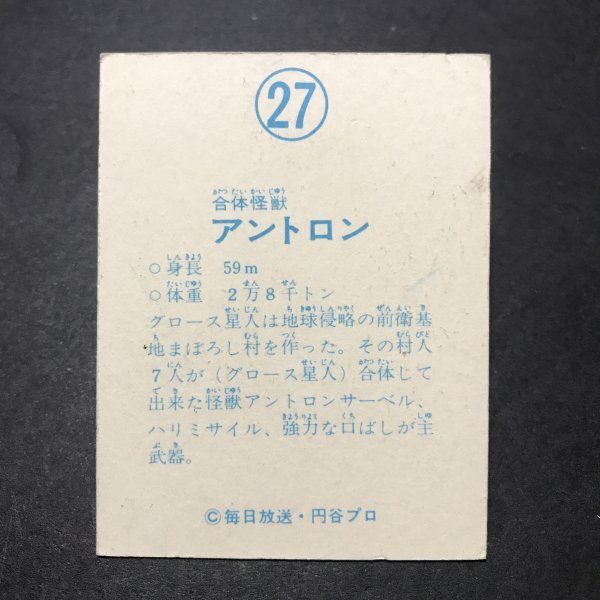 27
合体怪獣
アントロン
○身長 59m
○体重 2万8千トン
グロース星人は地球侵略の前衛基
地まぼろし村を作った。その村人
7人が(グロース星人)合体して
出来た怪獣アントロンサーベル、
ハリミサイル、強力な口ばしが主
武器。
©毎日放送・円谷プロ